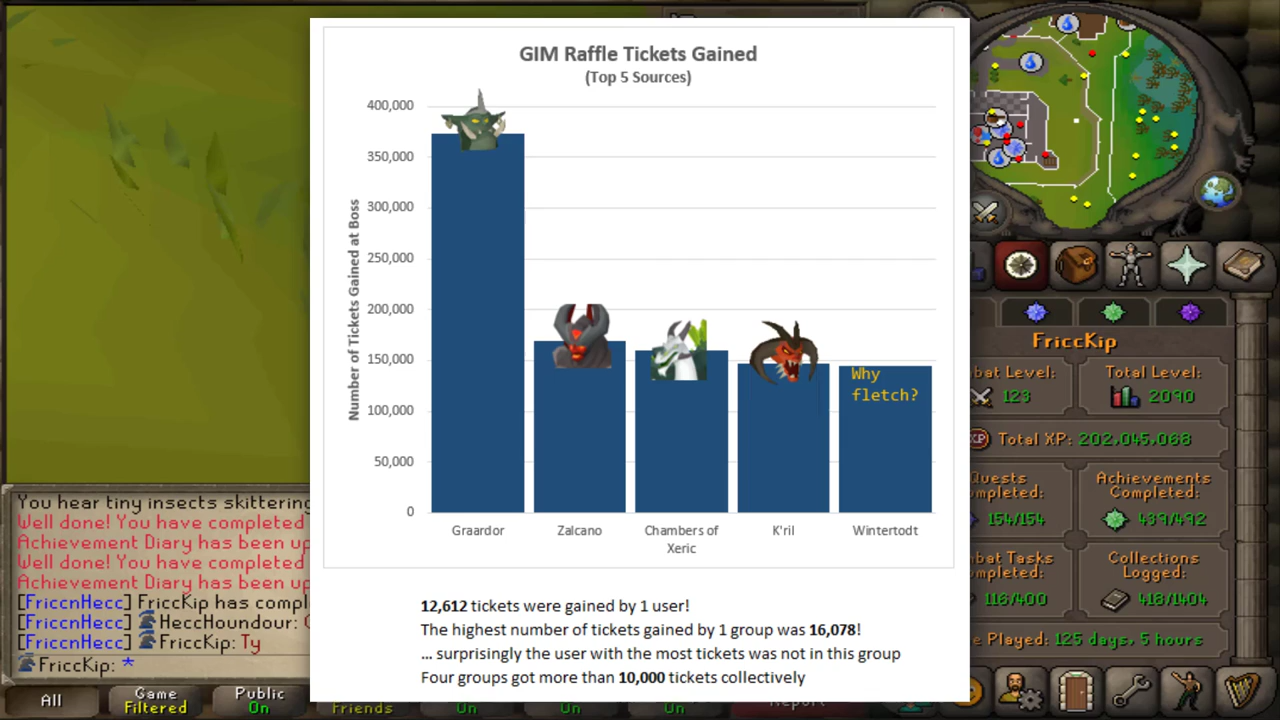 GIM Raffle Tickets Gained
(Top 5 Sources)
Number of Tickets Gained at Boss
400,000
350,000
300,000
250,000
200,000
150,000
100,000
50,000
0
Why
fletch?
Graardor
Zalcano
Chambers of
Xeric
K'ril
Wintertodt
12,612 tickets were gained by 1 user!
The highest number of tickets gained by 1 group was 16,078!
... surprisingly the user with the most tickets was not in this group
Four groups got more than 10,000 tickets collectively
You hear tiny insects skittering
Well done! You have completed
Achievement Diary has been up
Well done! You have completed
Achievement Diary has been up
[FriccnHecc] FriccKip has compl
[FriccnHecc] HeccHoundour:
[FriccnHecc] FriccKip: Ty
FriccKip: *
All
Game
Filtered
Public
On
Friends
On
On
On
Report
FriccKip
bat Level:
123
Total Level:
2090
XP
Total XP: 202,045,068
Quests
mpleted:
154/154
Achievements
Completed:
439/492
bat Tasks
mpleted:
116/400
Collections
Logged:
418/1404
e Played: 125 days, 5 hours